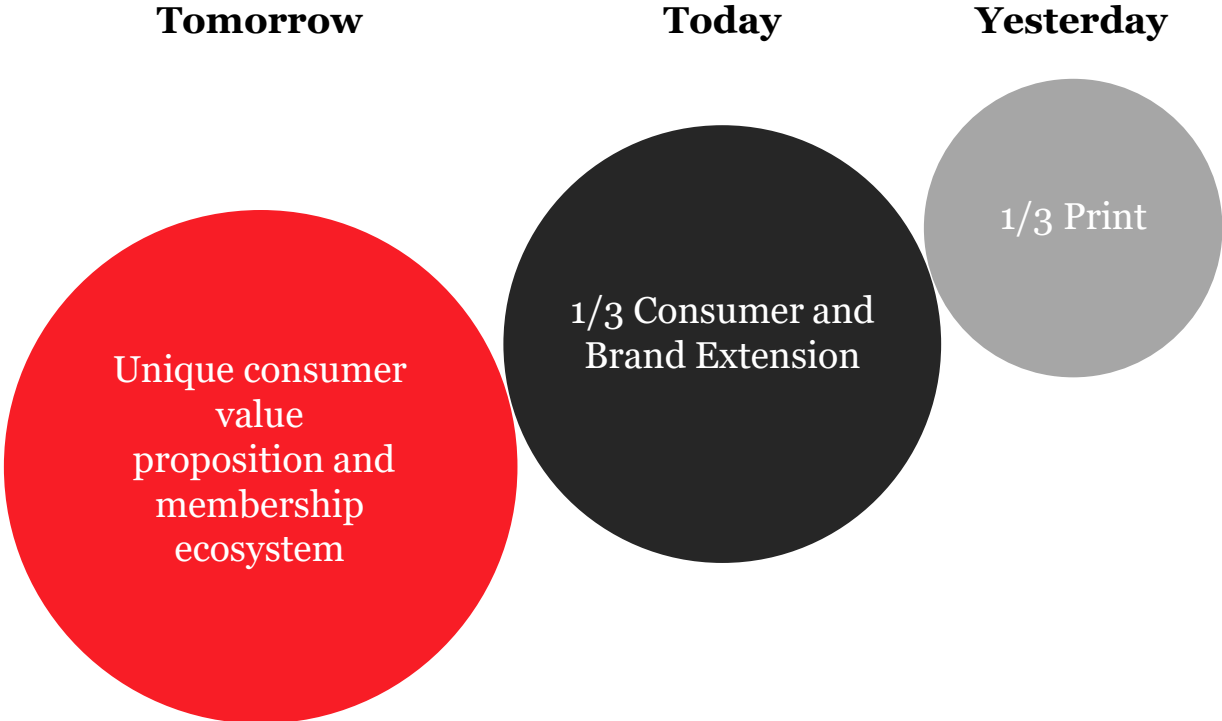 Tomorrow
Today
Yesterday
Unique consumer
value
proposition and
membership
ecosystem
1/3 Consumer and
Brand Extension
1/3 Print